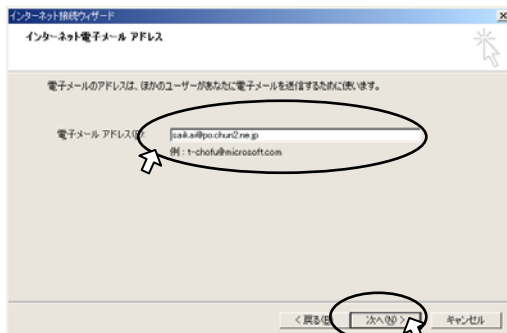 インターネット接続ウィザード
インターネット電子メール アドレス
電子メールのアドレスは、ほかのユーザーがあなたに電子メールを送信するために使います。
電子メール アドレス(E):
saikai@po.chun2.ne.jp
例 : t-chofu@microsoft.com
< 戻る(B)
次へ(N) >
キャンセル